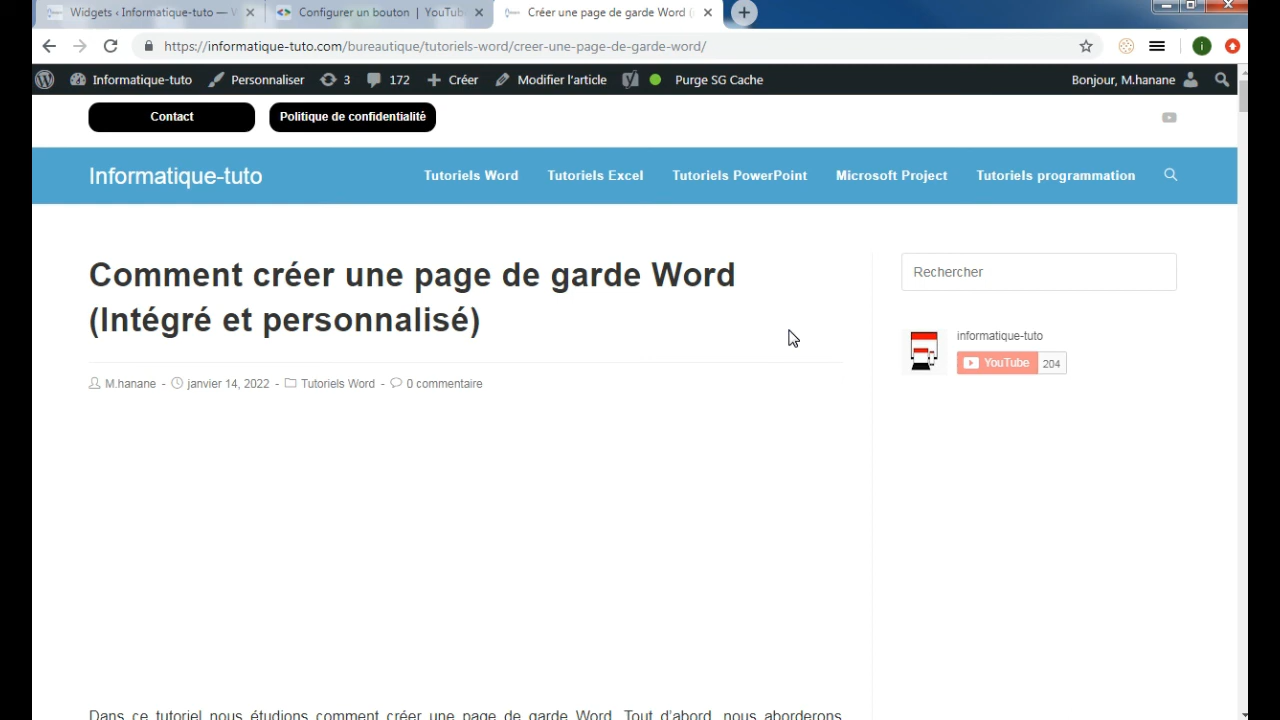 Widgets ‹ Informatique-tuto —
Configurer un bouton | YouTub
Créer une page de garde Word
https://informatique-tuto.com/bureautique/tutoriels-word/creer-une-page-de-garde-word/
i
Informatique-tuto Personnaliser 3 172 Créer Modifier l'article Purge SG Cache Bonjour, M.hanane
Contact Politique de confidentialité
Informatique-tuto Tutoriels Word Tutoriels Excel Tutoriels PowerPoint Microsoft Project Tutoriels programmation
Comment créer une page de garde Word
(Intégré et personnalisé)
M.hanane - janvier 14, 2022 - Tutoriels Word - 0 commentaire
Rechercher
informatique-tuto
YouTube 204
Dans ce tutoriel nous étudions comment créer une page de garde Word. Tout d'abord, nous aborderons